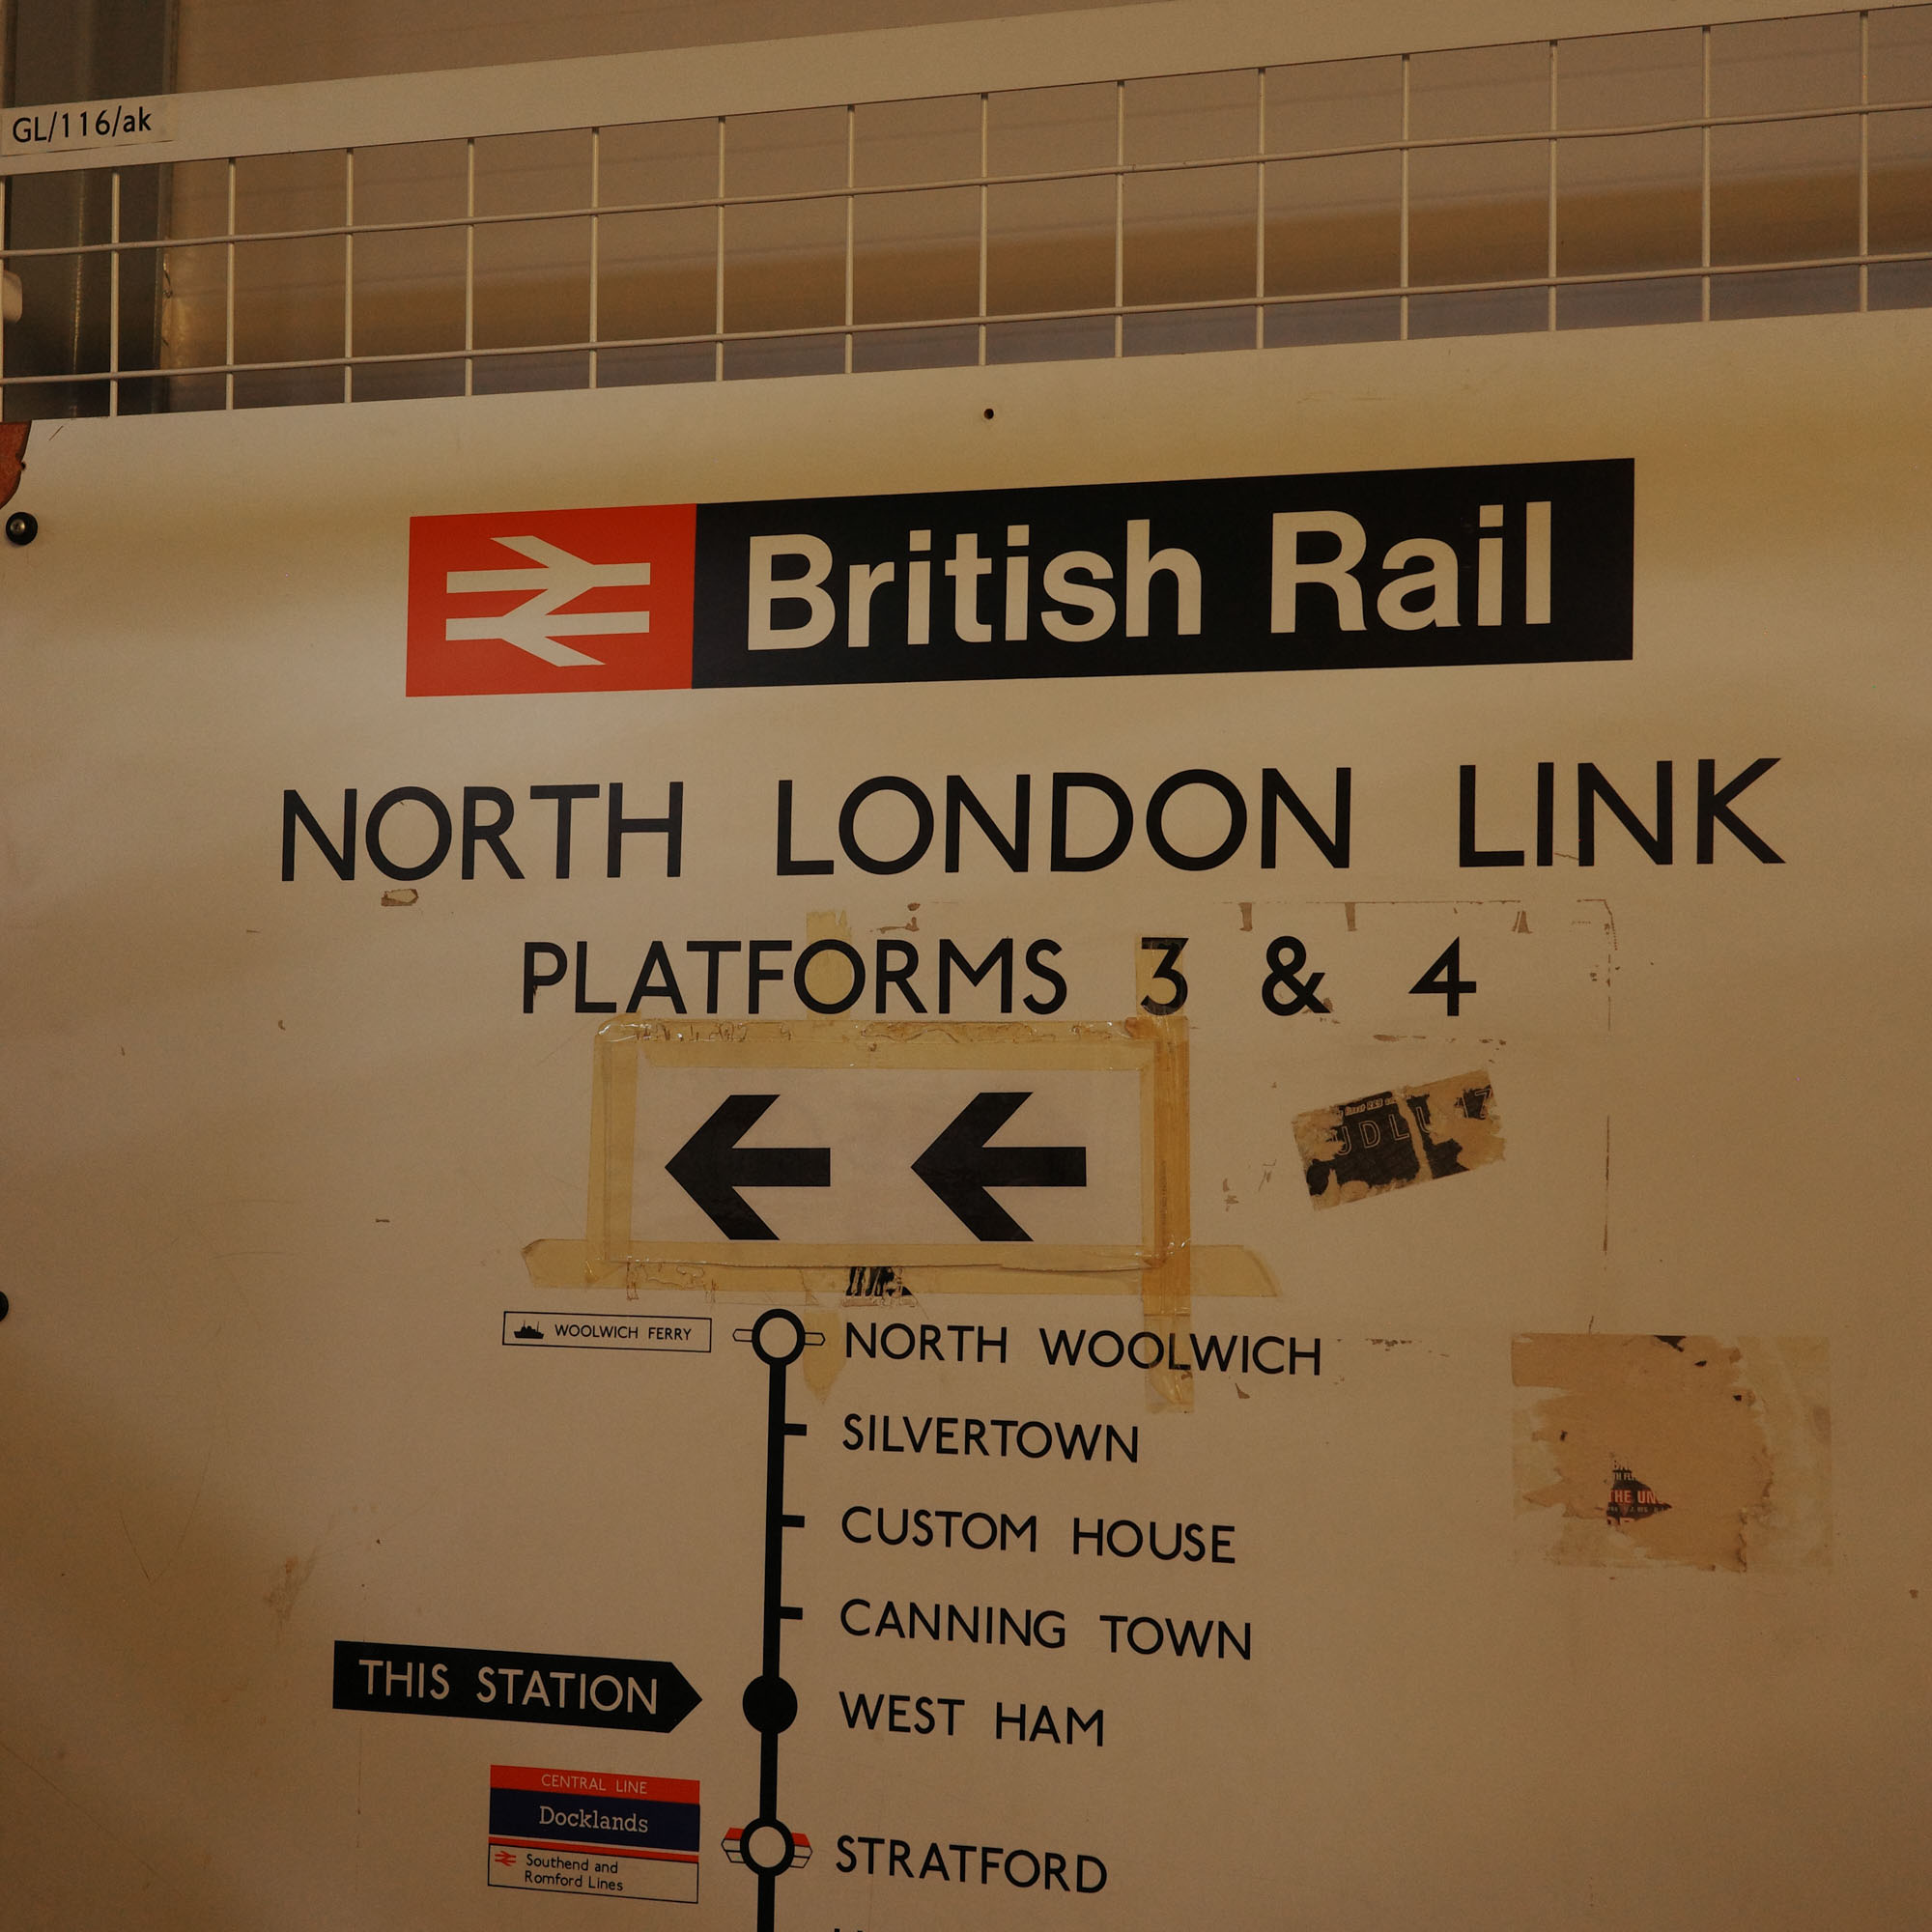 GL/116/ak
British Rail
NORTH LONDON LINK
PLATFORMS 3 & 4
WOOLWICH FERRY
NORTH WOOLWICH
SILVERTOWN
CUSTOM HOUSE
CANNING TOWN
THIS STATION
WEST HAM
CENTRAL LINE
Docklands
Southend and
Romford Lines
STRATFORD
THE